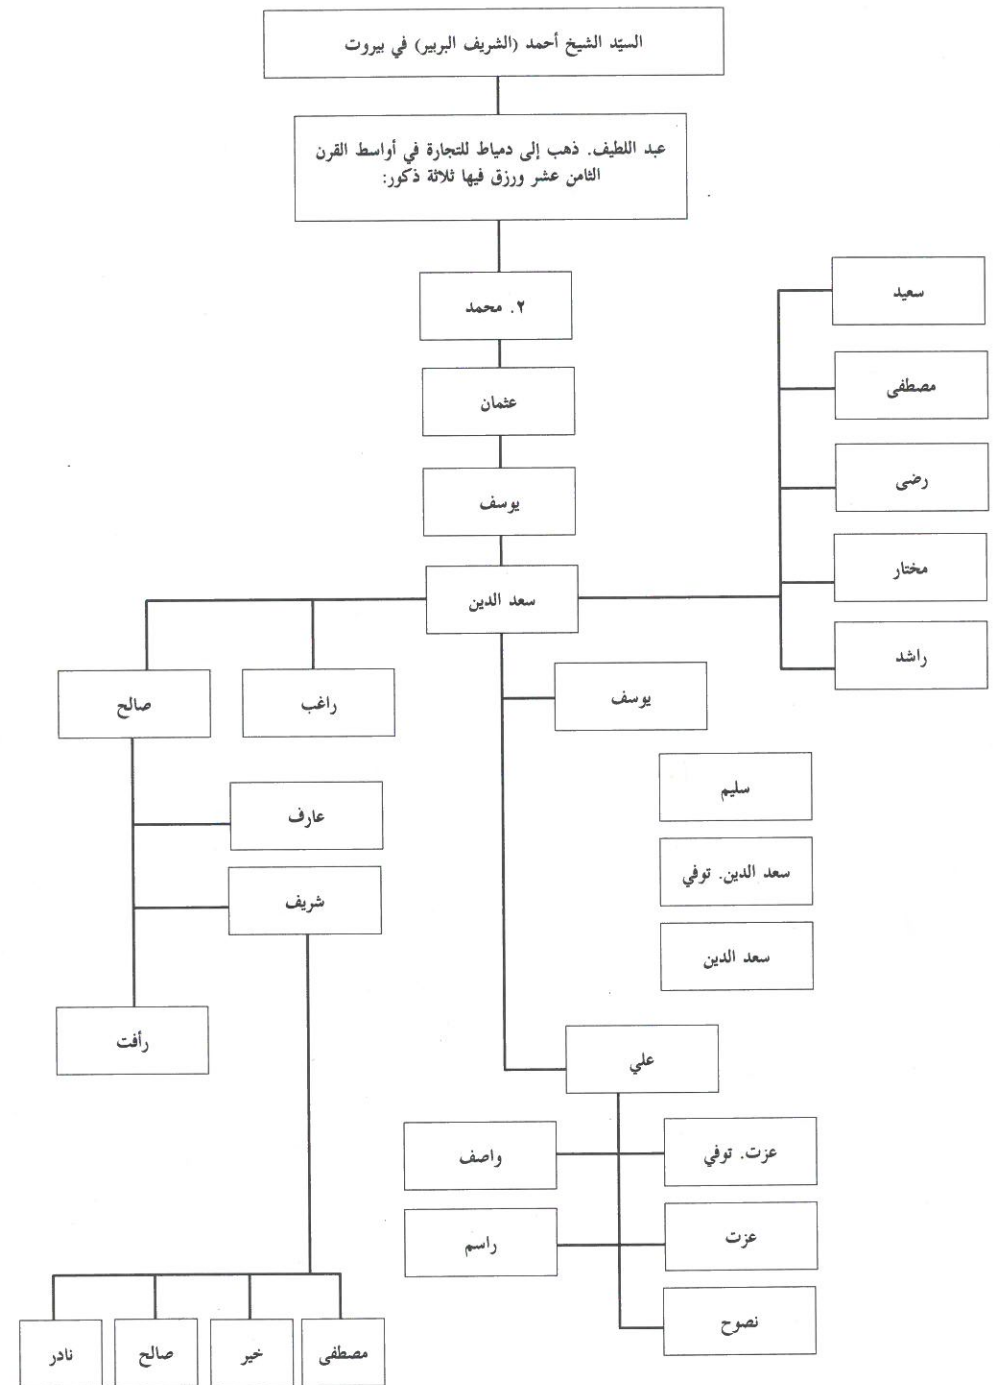 السيّد الشيخ أحمد (الشريف البربير) في بيروت
عبد اللطيف. ذهب إلى دمياط للتجارة في أواسط القرن
الثامن عشر ورزق فيها ثلاثة ذكور:
٢. محمد
عثمان
يوسف
سعد الدين
سعيد
مصطفى
رضى
مختار
راشد
يوسف
راغب
صالح
سليم
سعد الدين. توفي
سعد الدين
عارف
شريف
رأفت
علي
عزت. توفي
واصف
عزت
راسم
نصوح
مصطفى
خير
صالح
نادر